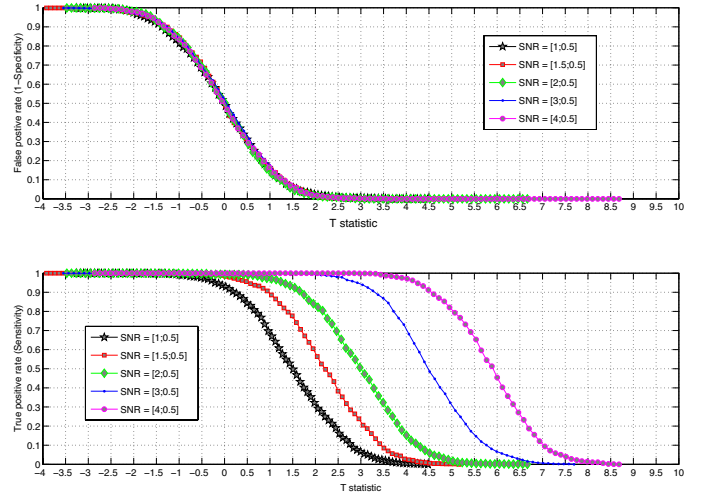 1
0.9
0.8
0.7
0.6
0.5
0.4
0.3
0.2
0.1
0
False postive rate (1−Specificity)
SNR = [1;0.5]
SNR = [1.5;0.5]
SNR = [2;0.5]
SNR = [3;0.5]
SNR = [4;0.5]
−4 −3.5 −3 −2.5 −2 −1.5 −1 −0.5 0 0.5 1 1.5 2 2.5 3 3.5 4 4.5 5 5.5 6 6.5 7 7.5 8 8.5 9 9.5 10
T statistic
1
0.9
0.8
0.7
0.6
0.5
0.4
0.3
0.2
0.1
0
True positive rate (Sensitivity)
SNR = [1;0.5]
SNR = [1.5;0.5]
SNR = [2;0.5]
SNR = [3;0.5]
SNR = [4;0.5]
−4 −3.5 −3 −2.5 −2 −1.5 −1 −0.5 0 0.5 1 1.5 2 2.5 3 3.5 4 4.5 5 5.5 6 6.5 7 7.5 8 8.5 9 9.5 10
T statistic